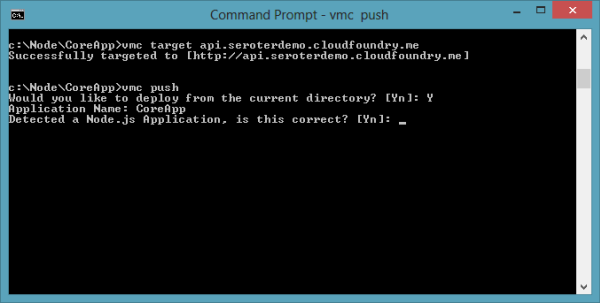 Command Prompt - vmc push
c:\Node\CoreApp>vmc target api.seroterdemo.cloudfoundry.me
Successfully targeted to [http://api.seroterdemo.cloudfoundry.me]
c:\Node\CoreApp>vmc push
Would you like to deploy from the current directory? [Yn]: Y
Application Name: CoreApp
Detected a Node.js Application, is this correct? [Yn]: _